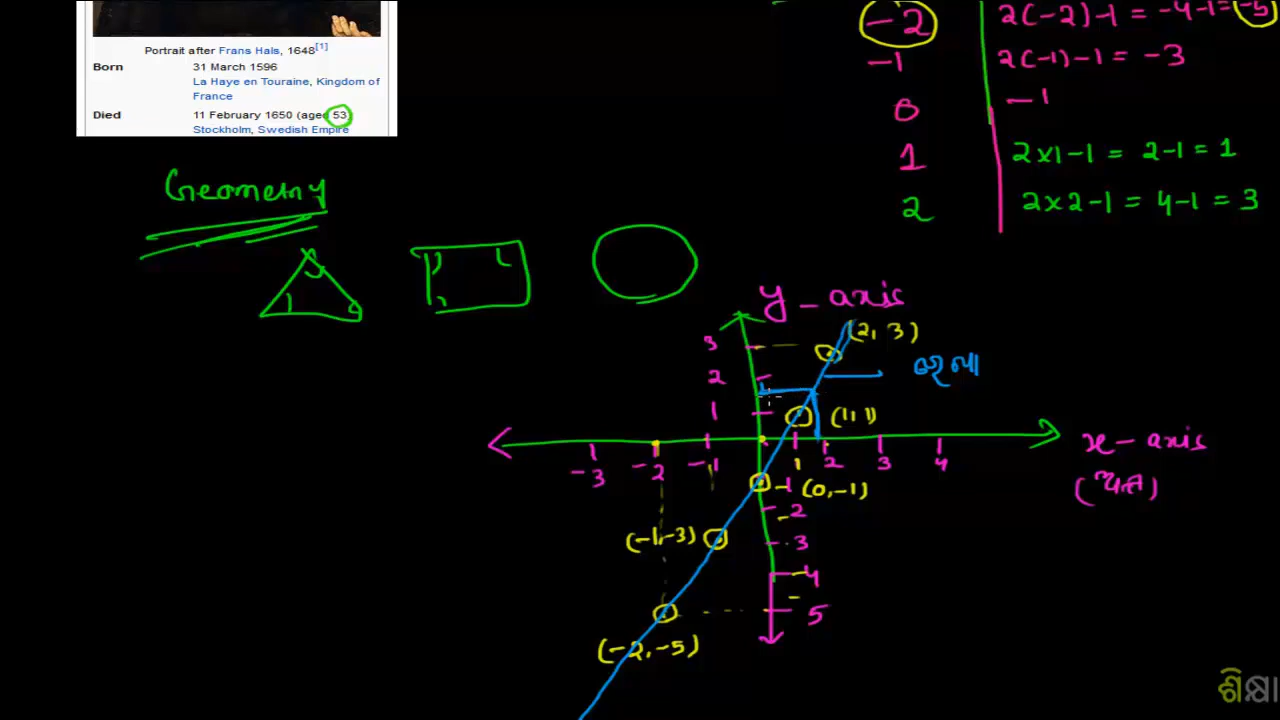 Portrait after Frans Hals, 1648[1]
Born 31 March 1596
La Haye en Touraine, Kingdom of
France
Died 11 February 1650 (aged 53)
Stockholm, Swedish Empire
-2 2(-2)-1 = -4-1 = -5
-1 2(-1)-1 = -3
0 -1
1 2×1-1 = 2-1 = 1
2 2×2-1 = 4-1 = 3
Geometry
y-axis
3 (2, 3)
2
1 (1,1)
-3 -2 -1 1 2 3 4 x-axis
-1 (0,-1)
-2
(-1,-3) -3
-4
5
(-2,-5)
ଶିକ୍ଷା